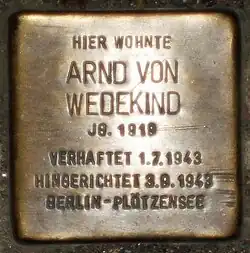 HIER WOHNTE
ARND VON
WEDEKIND
JG. 1919
VERHAFTET 1.7.1943
HINGERICHTET 3.9.1943
BERLIN-PLÖTZENSEE